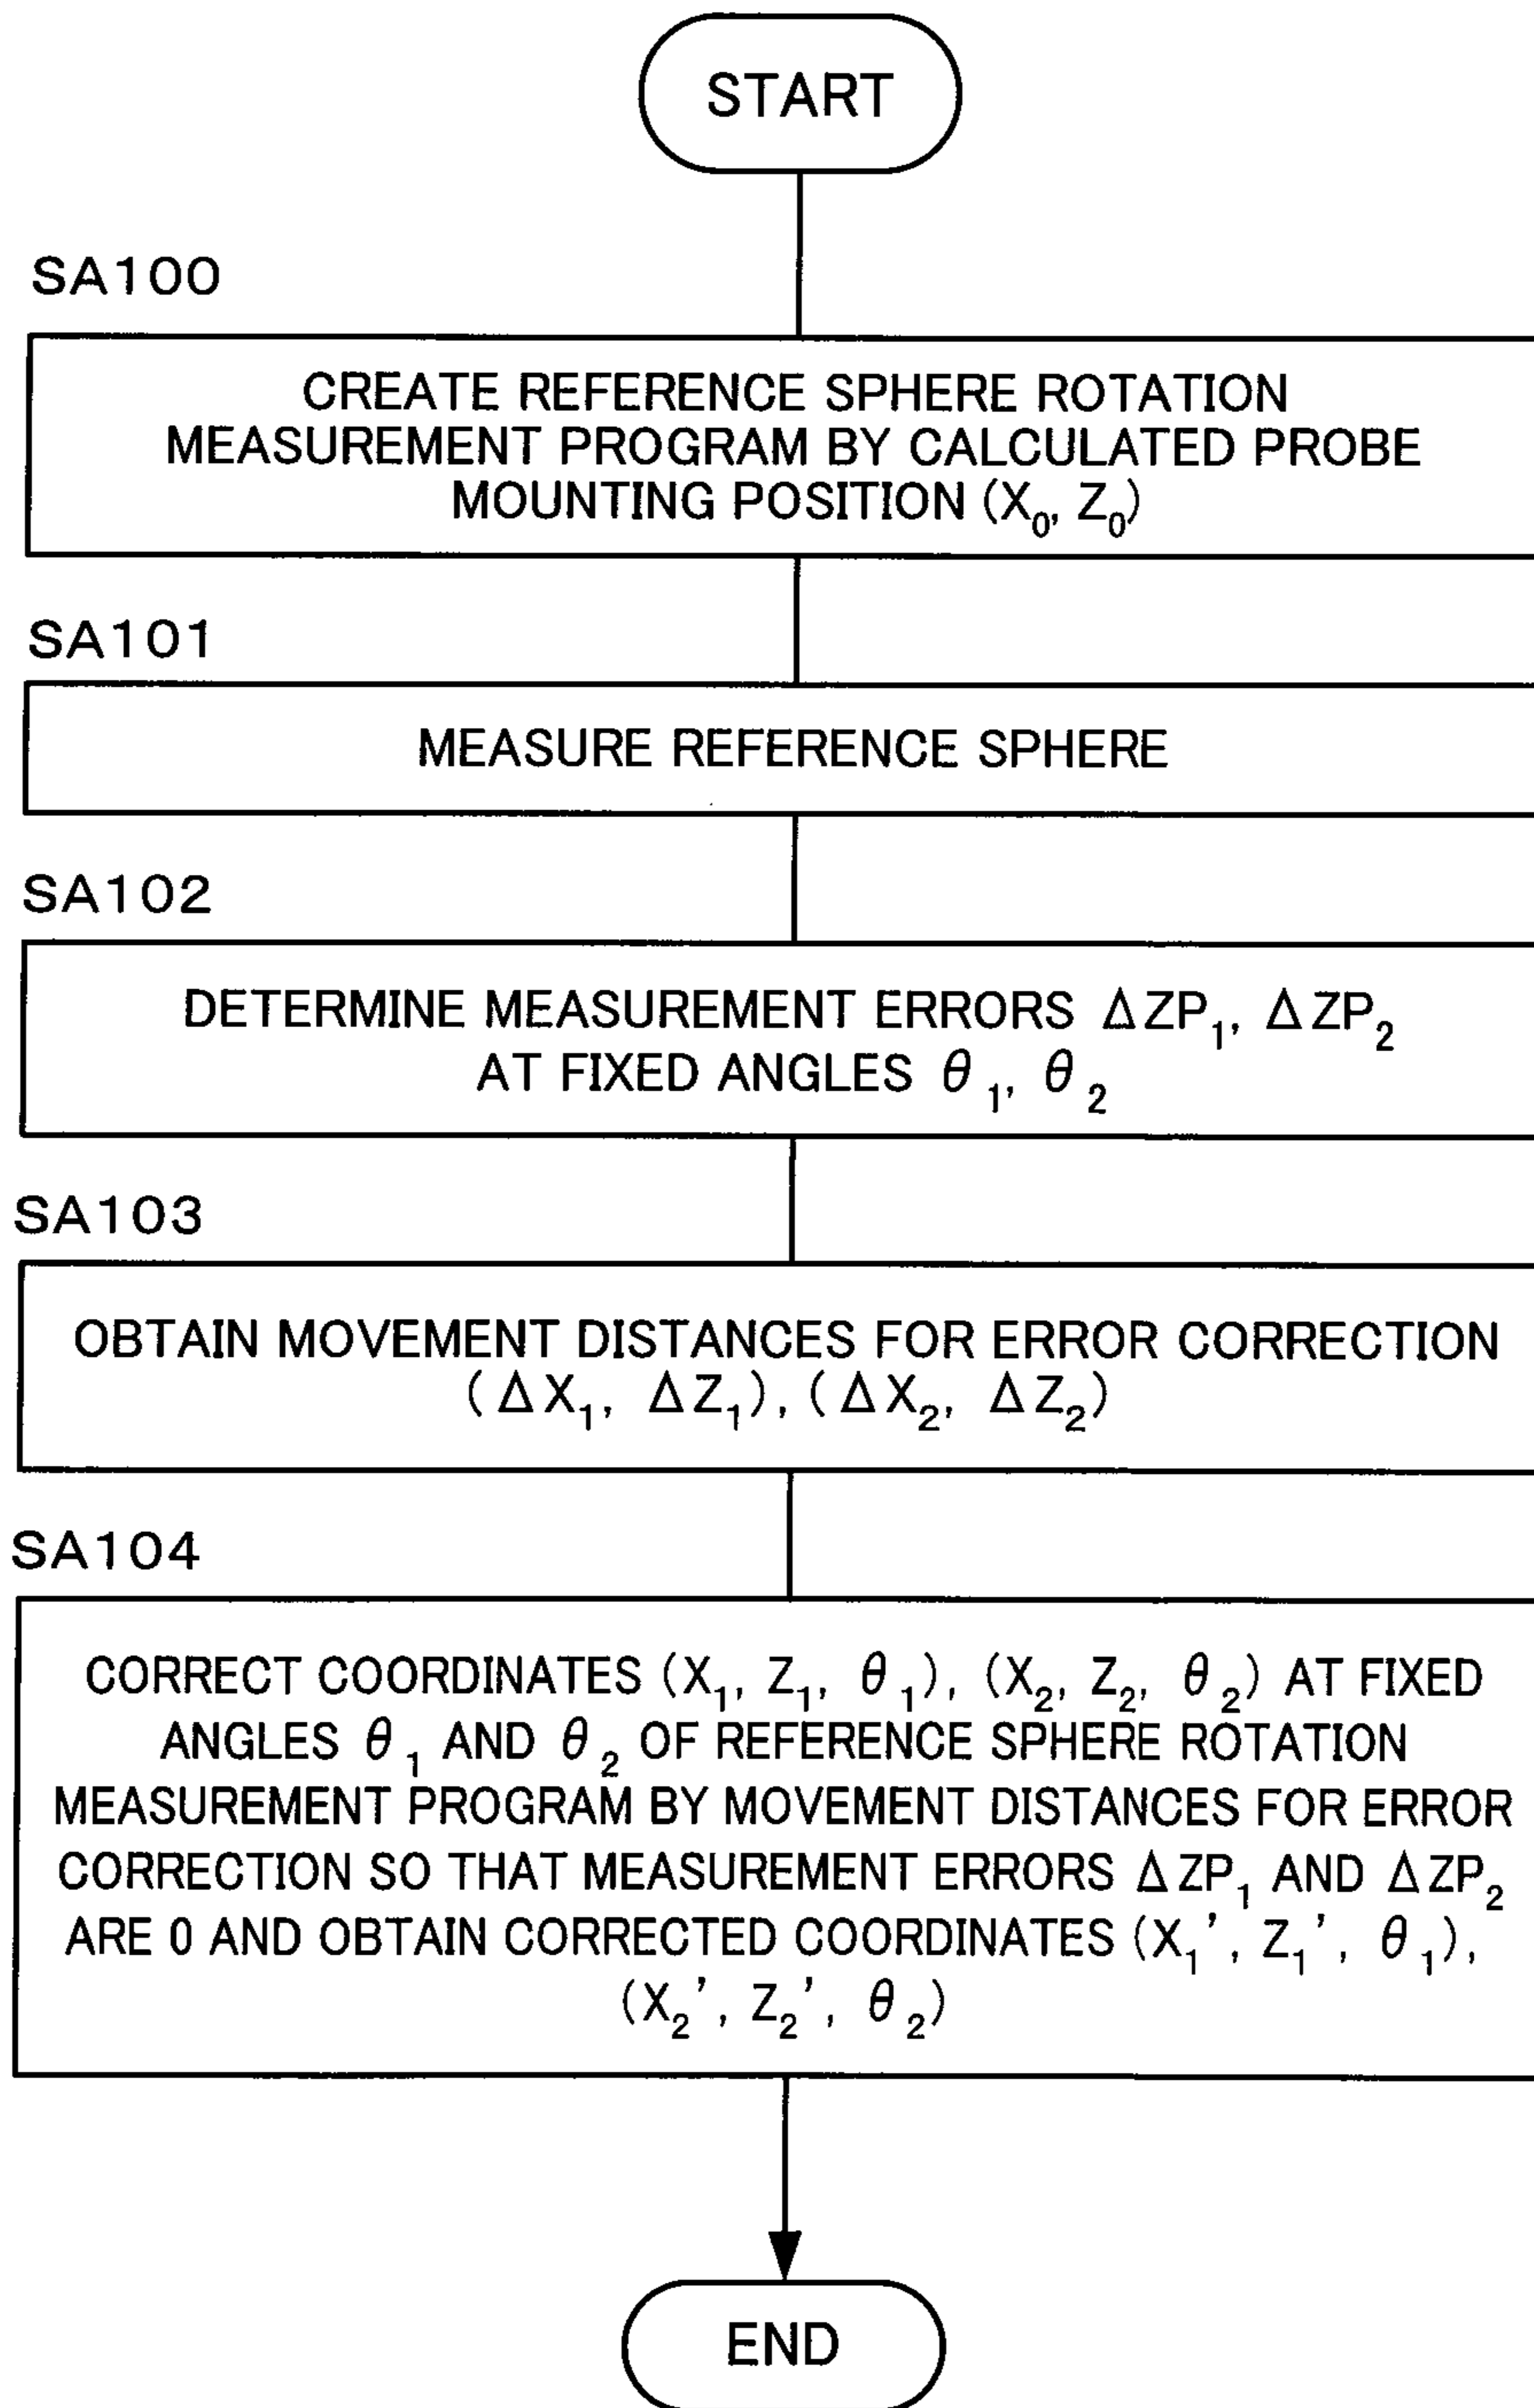 START
SA100
CREATE REFERENCE SPHERE ROTATION
MEASUREMENT PROGRAM BY CALCULATED PROBE
MOUNTING POSITION (X₀, Z₀)
SA101
MEASURE REFERENCE SPHERE
SA102
DETERMINE MEASUREMENT ERRORS ΔZP₁, ΔZP₂
AT FIXED ANGLES θ₁, θ₂
SA103
OBTAIN MOVEMENT DISTANCES FOR ERROR CORRECTION
(ΔX₁, ΔZ₁), (ΔX₂, ΔZ₂)
SA104
CORRECT COORDINATES (X₁, Z₁, θ₁), (X₂, Z₂, θ₂) AT FIXED
ANGLES θ₁ AND θ₂ OF REFERENCE SPHERE ROTATION
MEASUREMENT PROGRAM BY MOVEMENT DISTANCES FOR ERROR
CORRECTION SO THAT MEASUREMENT ERRORS ΔZP₁ AND ΔZP₂
ARE 0 AND OBTAIN CORRECTED COORDINATES (X₁', Z₁', θ₁),
(X₂', Z₂', θ₂)
END